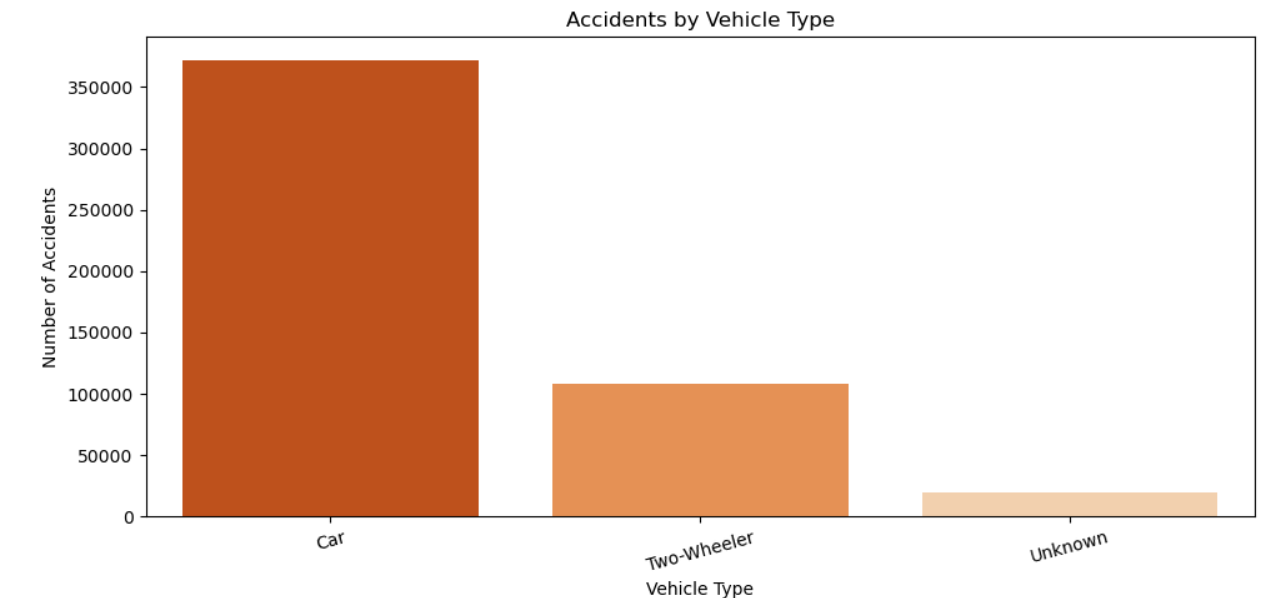 Accidents by Vehicle Type
Number of Accidents
350000
300000
250000
200000
150000
100000
50000
0
Car
Two-Wheeler
Unknown
Vehicle Type